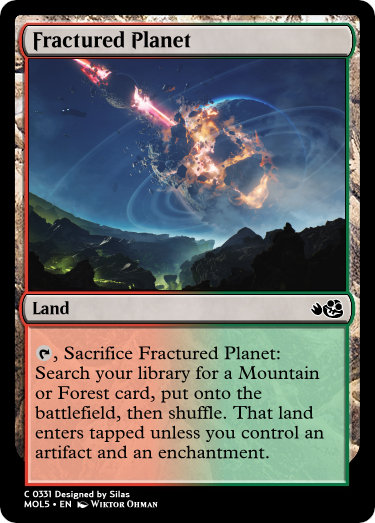 Fractured Planet
Land
, Sacrifice Fractured Planet:
Search your library for a Mountain
or Forest card, put onto the
battlefield, then shuffle. That land
enters tapped unless you control an
artifact and an enchantment.
C 0331 Designed by Silas
MOL5 • EN Wiktor Ohman